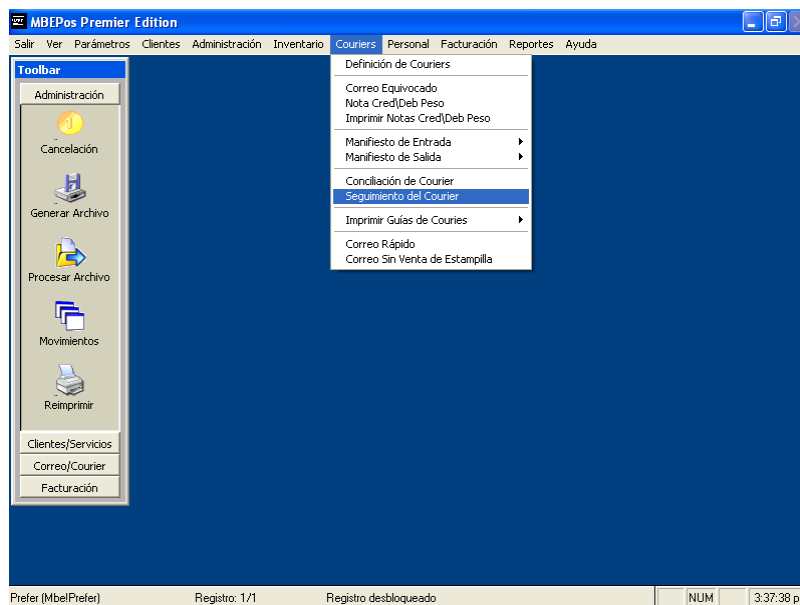 MBEPos Premier Edition
Salir Ver Parámetros Clientes Administración Inventario Couriers Personal Facturación Reportes Ayuda
Toolbar
Administración
Cancelación
Generar Archivo
Procesar Archivo
Movimientos
Reimprimir
Clientes/Servicios
Correo/Courier
Facturación
Definición de Couriers
Correo Equivocado
Nota Cred\Deb Peso
Imprimir Notas Cred\Deb Peso
Manifiesto de Entrada
Manifiesto de Salida
Conciliación de Courier
Seguimiento del Courier
Imprimir Guías de Couries
Correo Rápido
Correo Sin Venta de Estampilla
Prefer (Mbe!Prefer) Registro: 1/1 Registro desbloqueado NUM 3:37:38 p